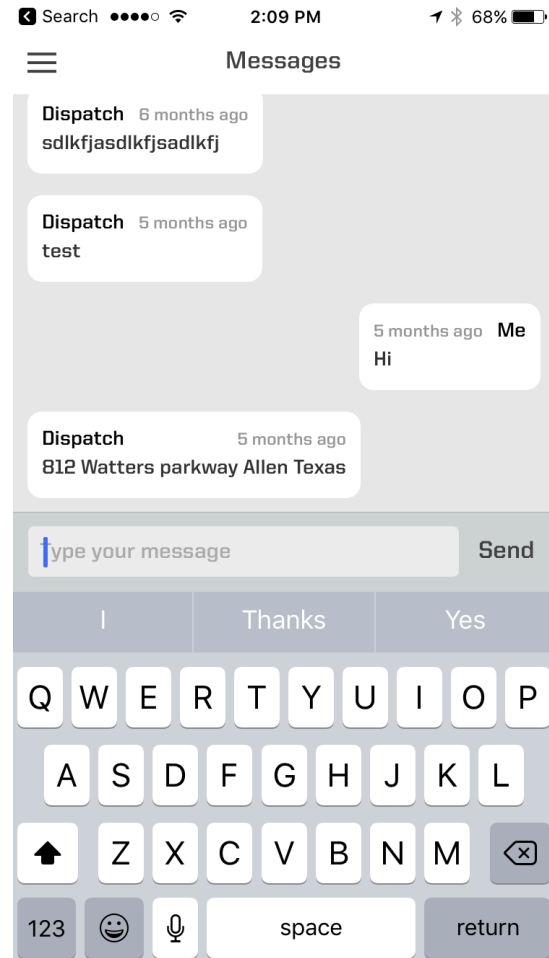 Search 2:09 PM 68%
Messages
Dispatch 6 months ago
sdlkfjasdlkfjsadlkfj
Dispatch 5 months ago
test
5 months ago Me
Hi
Dispatch 5 months ago
812 Watters parkway Allen Texas
Type your message Send
I Thanks Yes
Q W E R T Y U I O P
A S D F G H J K L
Z X C V B N M
123 space return